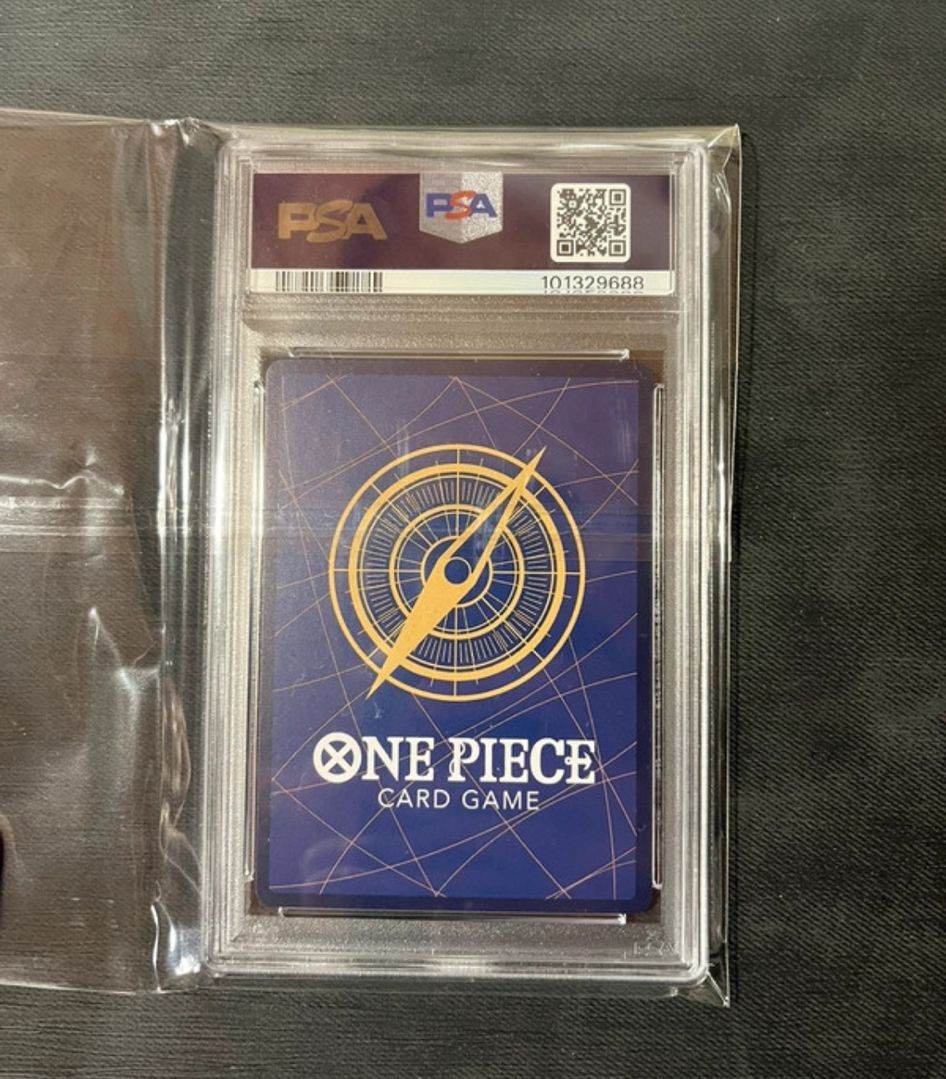 PSA
PSA
101329688
ONE PIECE
CARD GAME